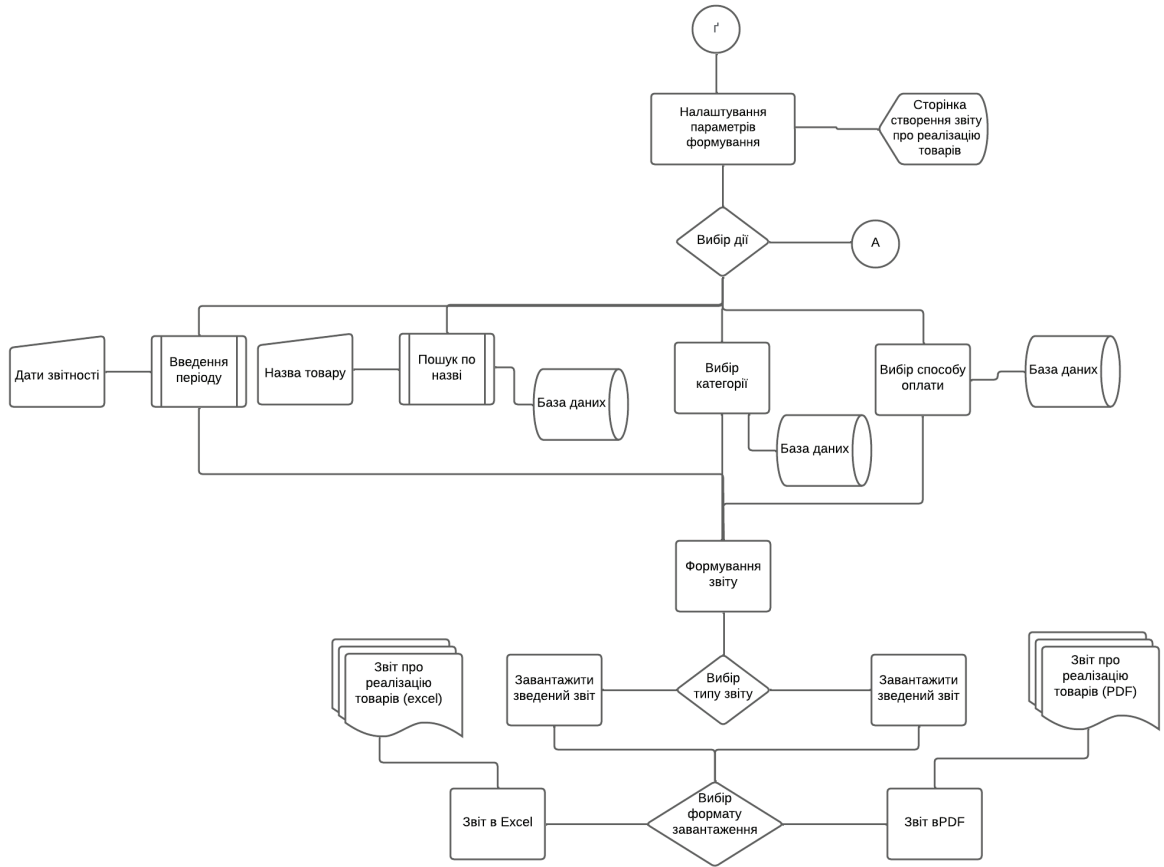 ґ
Налаштування
параметрів
формування
Сторінка
створення звіту
про реалізацію
товарів
Вибір дії
А
Дати звітності
Введення
періоду
Назва товару
Пошук по
назві
База даних
Вибір
категорії
База даних
Вибір способу
оплати
База даних
Формування
звіту
Звіт про
реалізацію
товарів (excel)
Завантажити
зведений звіт
Вибір
типу звіту
Завантажити
зведений звіт
Звіт про
реалізацію
товарів (PDF)
Звіт в Excel
Вибір
формату
завантаження
Звіт вPDF